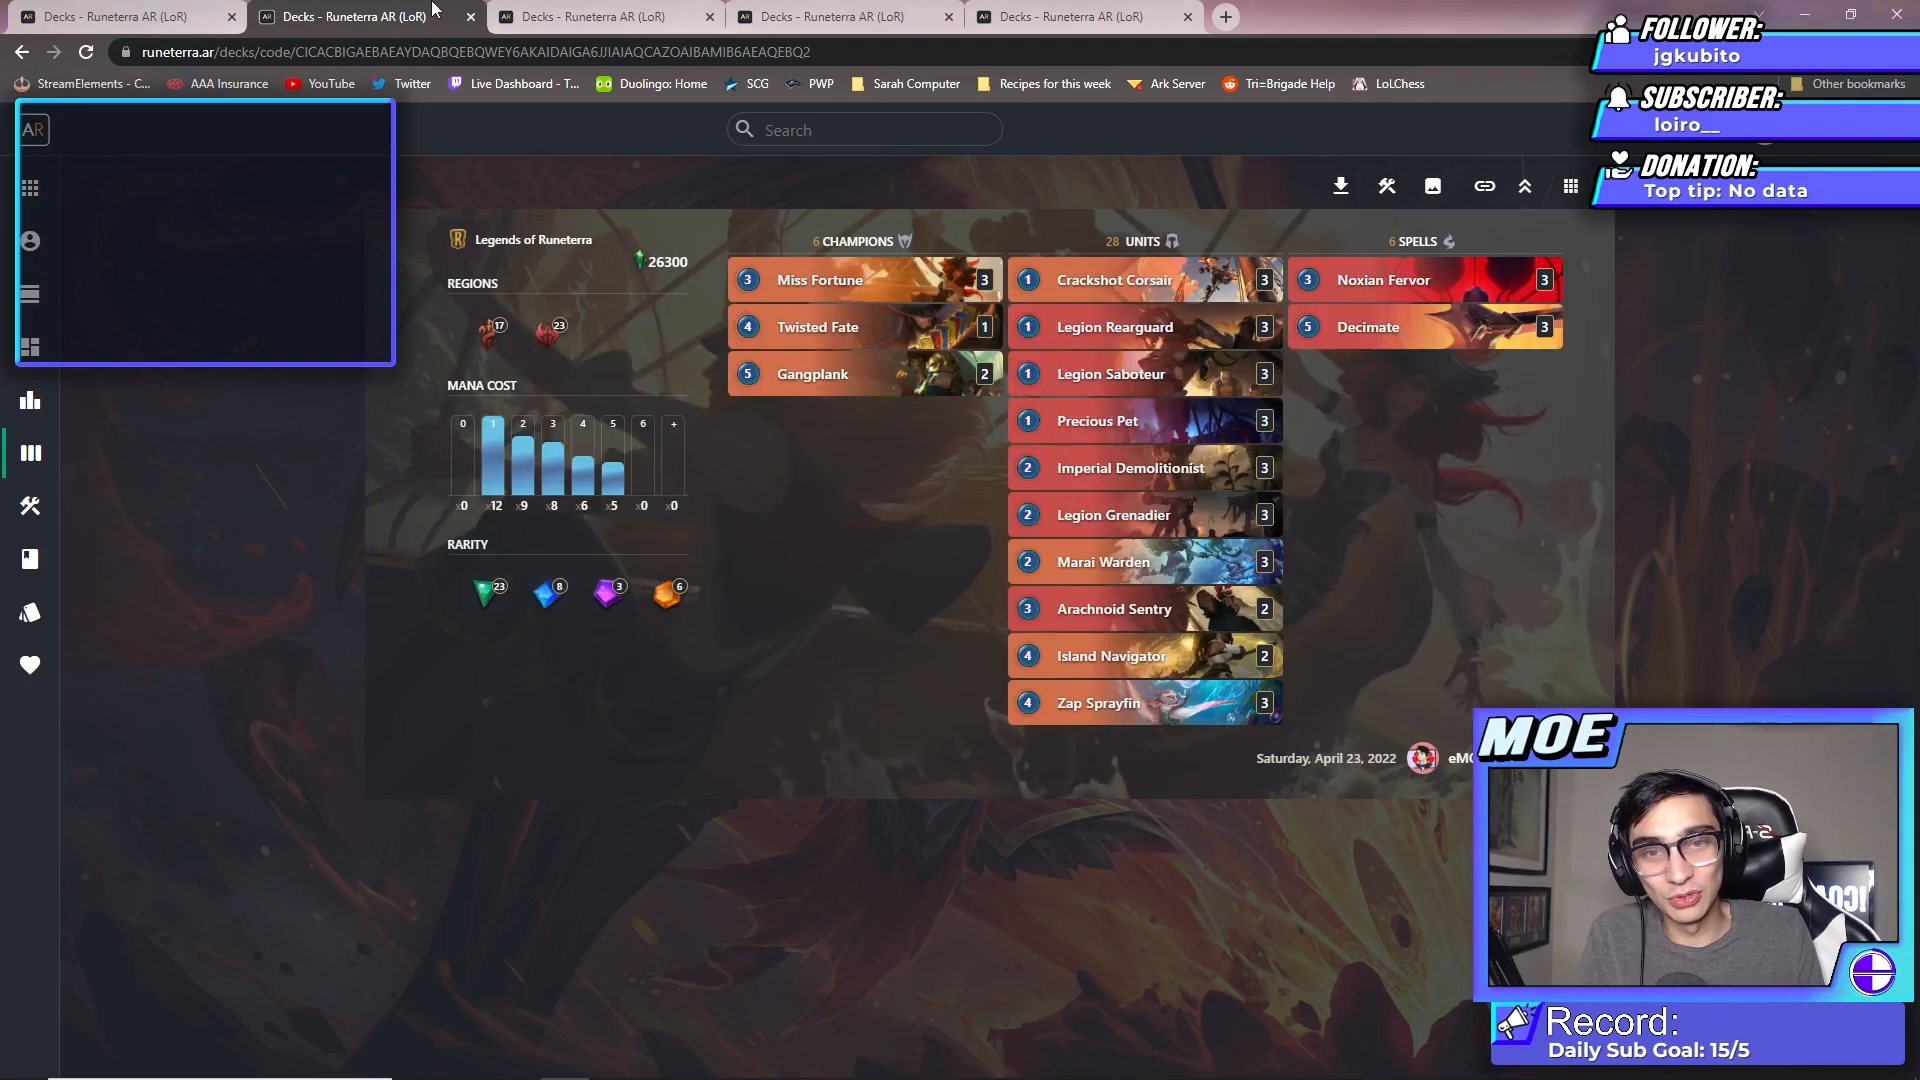 Decks - Runeterra AR (LoR)
Decks - Runeterra AR (LoR)
Decks - Runeterra AR (LoR)
Decks - Runeterra AR (LoR)
Decks - Runeterra AR (LoR)
runeterra.ar/decks/code/CICACBIGAEBAEAYDAQBQEBQWEY6AKAIDAIGA6JJIAIAQCAZOAIBAMIB6AEAQEBQ2
StreamElements - C...
AAA Insurance
YouTube
Twitter
Live Dashboard - T...
Duolingo: Home
SCG
PWP
Sarah Computer
Recipes for this week
Ark Server
Tri=Brigade Help
LoLChess
Other bookmarks
FOLLOWER:
jgkubito
SUBSCRIBER:
loiro__
DONATION:
Top tip: No data
AR
Search
Legends of Runeterra
26300
REGIONS
17
23
MANA COST
0 1 2 3 4 5 6 +
x0 x12 x9 x8 x6 x5 x0 x0
RARITY
23
8
3
6
6 CHAMPIONS
3 Miss Fortune 3
4 Twisted Fate 1
5 Gangplank 2
28 UNITS
1 Crackshot Corsair 3
1 Legion Rearguard 3
1 Legion Saboteur 3
1 Precious Pet 3
2 Imperial Demolitionist 3
2 Legion Grenadier 3
2 Marai Warden 3
3 Arachnoid Sentry 2
4 Island Navigator 2
4 Zap Sprayfin 3
6 SPELLS
3 Noxian Fervor 3
5 Decimate 3
Saturday, April 23, 2022
MOE
Record:
Daily Sub Goal: 15/5